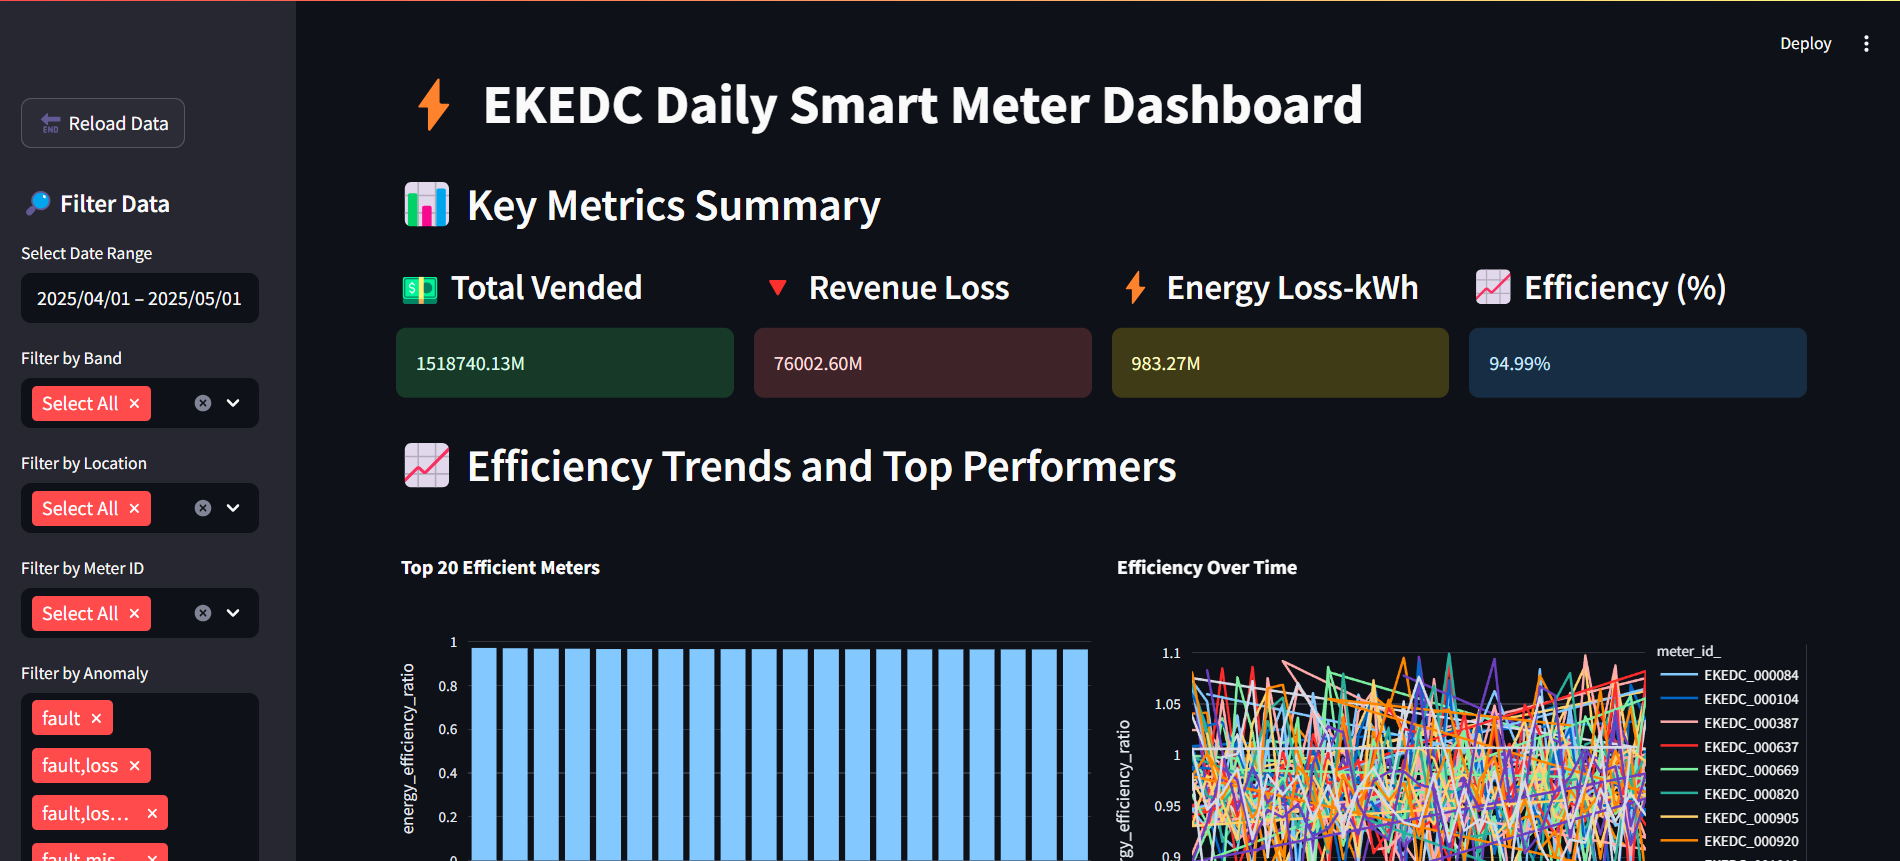 Deploy
END Reload Data
Filter Data
Select Date Range
2025/04/01 – 2025/05/01
Filter by Band
Select All
Filter by Location
Select All
Filter by Meter ID
Select All
Filter by Anomaly
fault
fault,loss
fault,los...
fault,mis...
EKEDC Daily Smart Meter Dashboard
Key Metrics Summary
Total Vended
1518740.13M
Revenue Loss
76002.60M
Energy Loss-kWh
983.27M
Efficiency (%)
94.99%
Efficiency Trends and Top Performers
Top 20 Efficient Meters
energy_efficiency_ratio
1
0.8
0.6
0.4
0.2
0
Efficiency Over Time
1.1
1.05
1
0.95
0.9
meter_id_
EKEDC_000084
EKEDC_000104
EKEDC_000387
EKEDC_000637
EKEDC_000669
EKEDC_000820
EKEDC_000905
EKEDC_000920